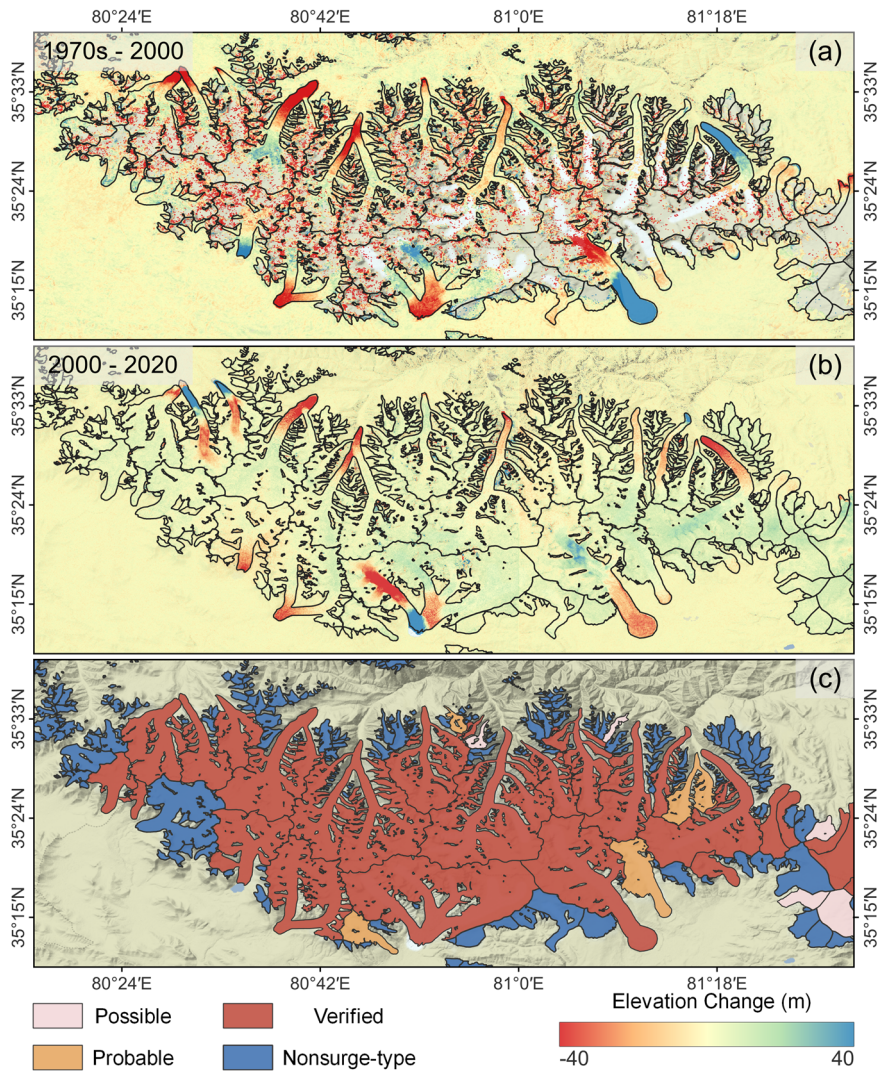 80°24′E 80°42′E 81°0′E 81°18′E
1970s - 2000
(a)
35°33′N
35°24′N
35°15′N
35°33′N
35°24′N
35°15′N
2000 - 2020
(b)
35°33′N
35°24′N
35°15′N
35°33′N
35°24′N
35°15′N
(c)
35°33′N
35°24′N
35°15′N
35°33′N
35°24′N
35°15′N
80°24′E 80°42′E 81°0′E 81°18′E
Possible
Verified
Probable
Nonsurge-type
Elevation Change (m)
-40 40